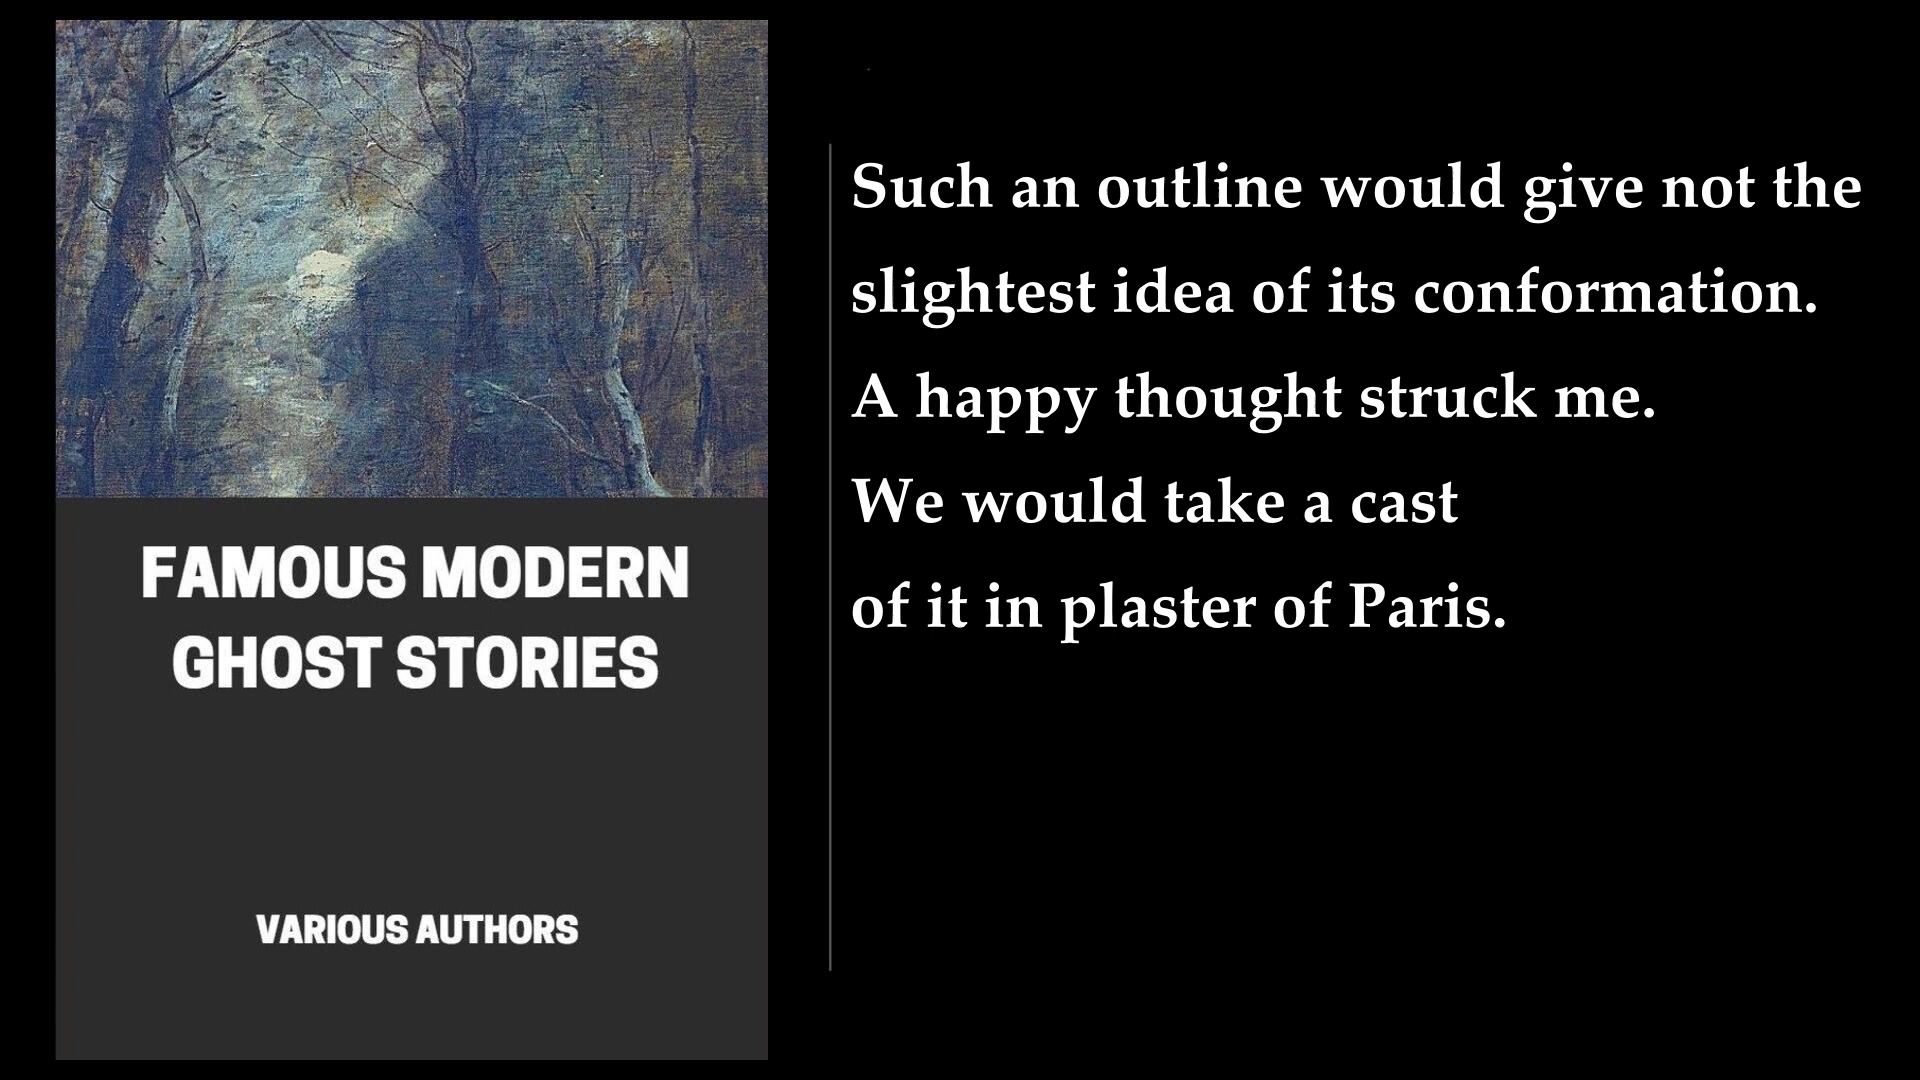 FAMOUS MODERN
GHOST STORIES
VARIOUS AUTHORS
Such an outline would give not the
slightest idea of its conformation.
A happy thought struck me.
We would take a cast
of it in plaster of Paris.